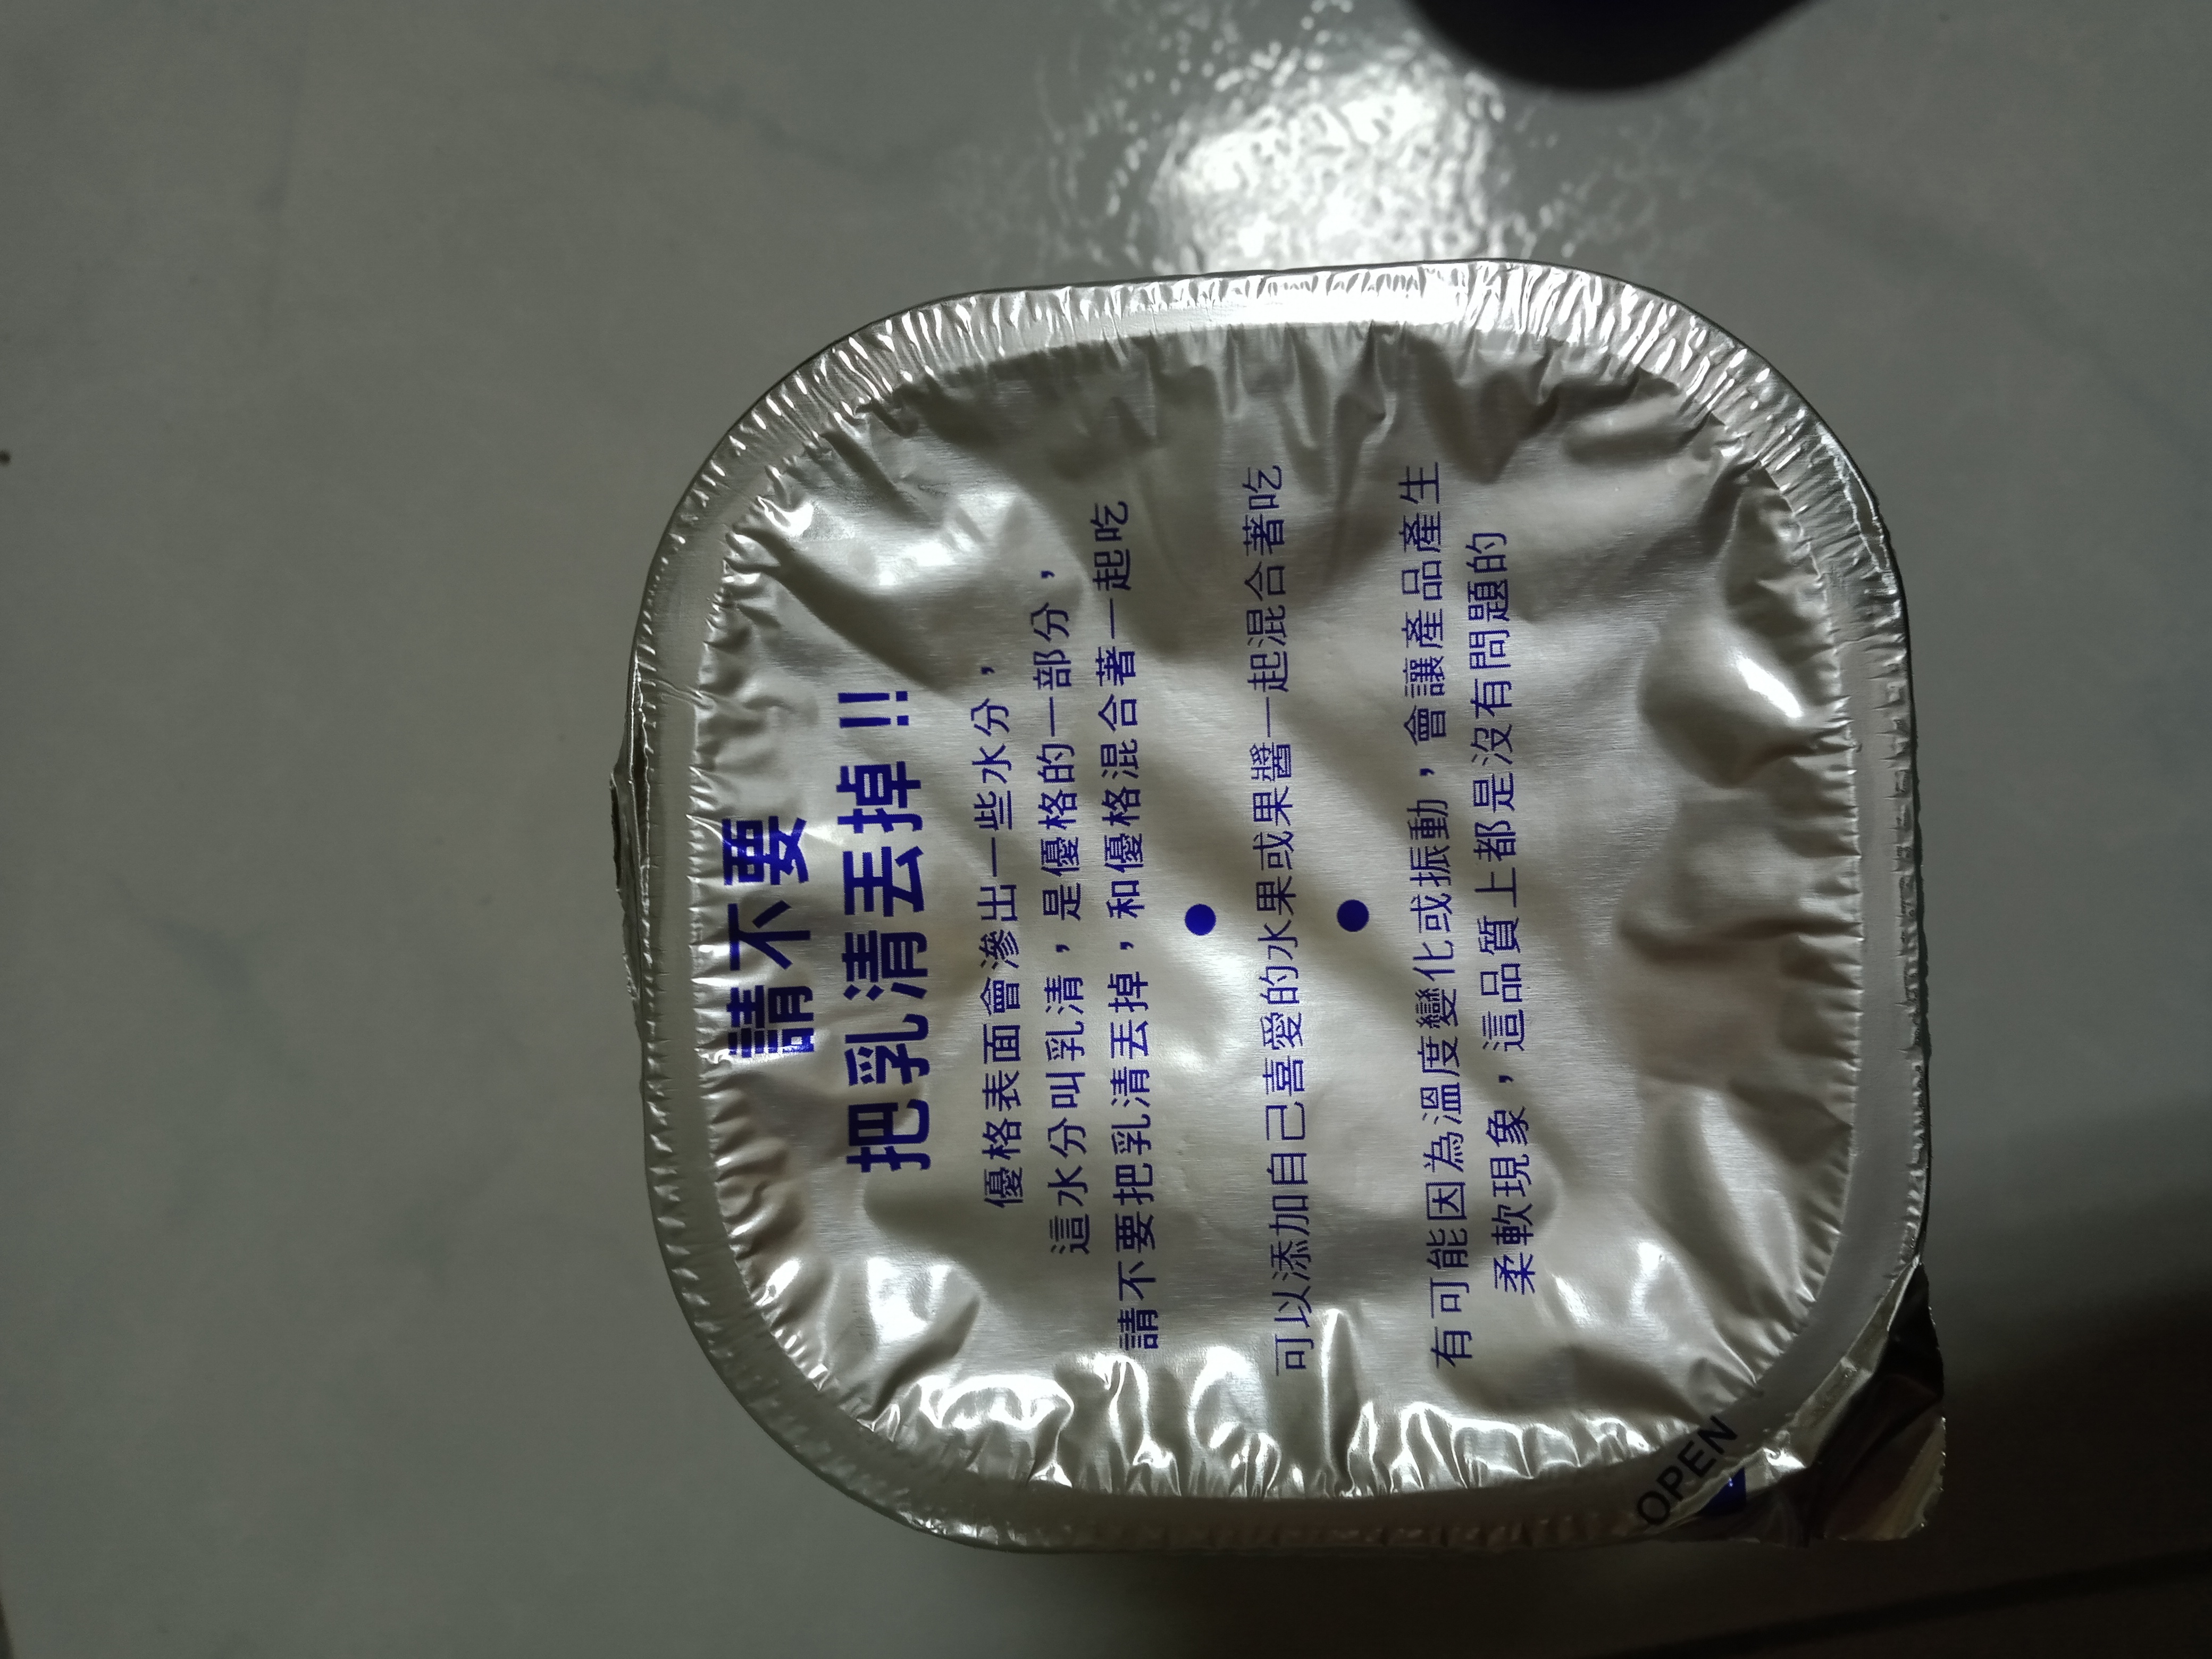 請不要
把乳清丟掉!!
優格表面會滲出一些水分，
這水分叫乳清，是優格的一部分，
請不要把乳清丟掉，和優格混合著一起吃
●
可以添加自己喜愛的水果或果醬一起混合著吃
●
有可能因為溫度變化或振動，會讓產品產生
柔軟現象，這品質上都是沒有問題的
OPEN